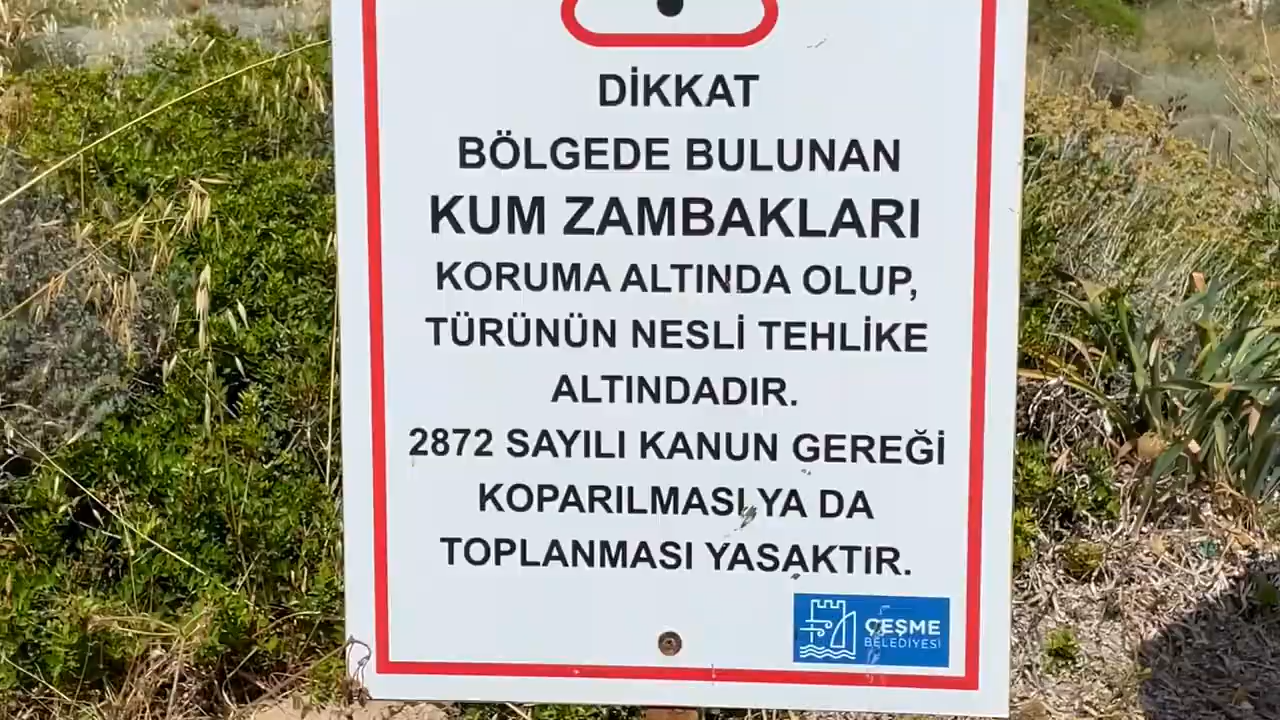 DİKKAT
BÖLGEDE BULUNAN
KUM ZAMBAKLARI
KORUMA ALTINDA OLUP,
TÜRÜNÜN NESLİ TEHLİKE
ALTINDADIR.
2872 SAYILI KANUN GEREĞİ
KOPARILMASI YA DA
TOPLANMASI YASAKTIR.
ÇEŞME
BELEDİYESİ